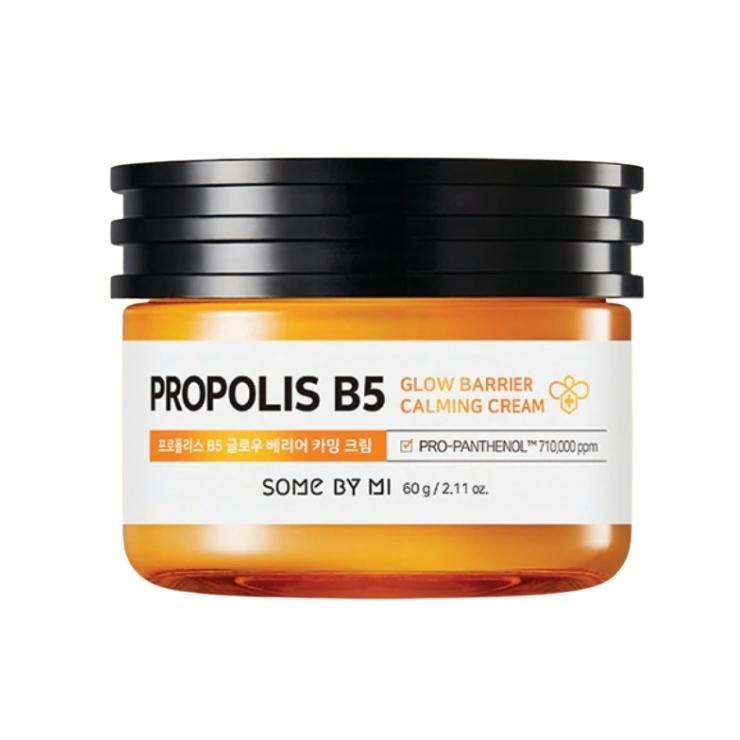 PROPOLIS B5
GLOW BARRIER
CALMING CREAM
프로폴리스 B5 글로우 베리어 카밍 크림
PRO-PANTHENOL™ 710,000 ppm
SOME BY MI 60 g / 2.11 oz.